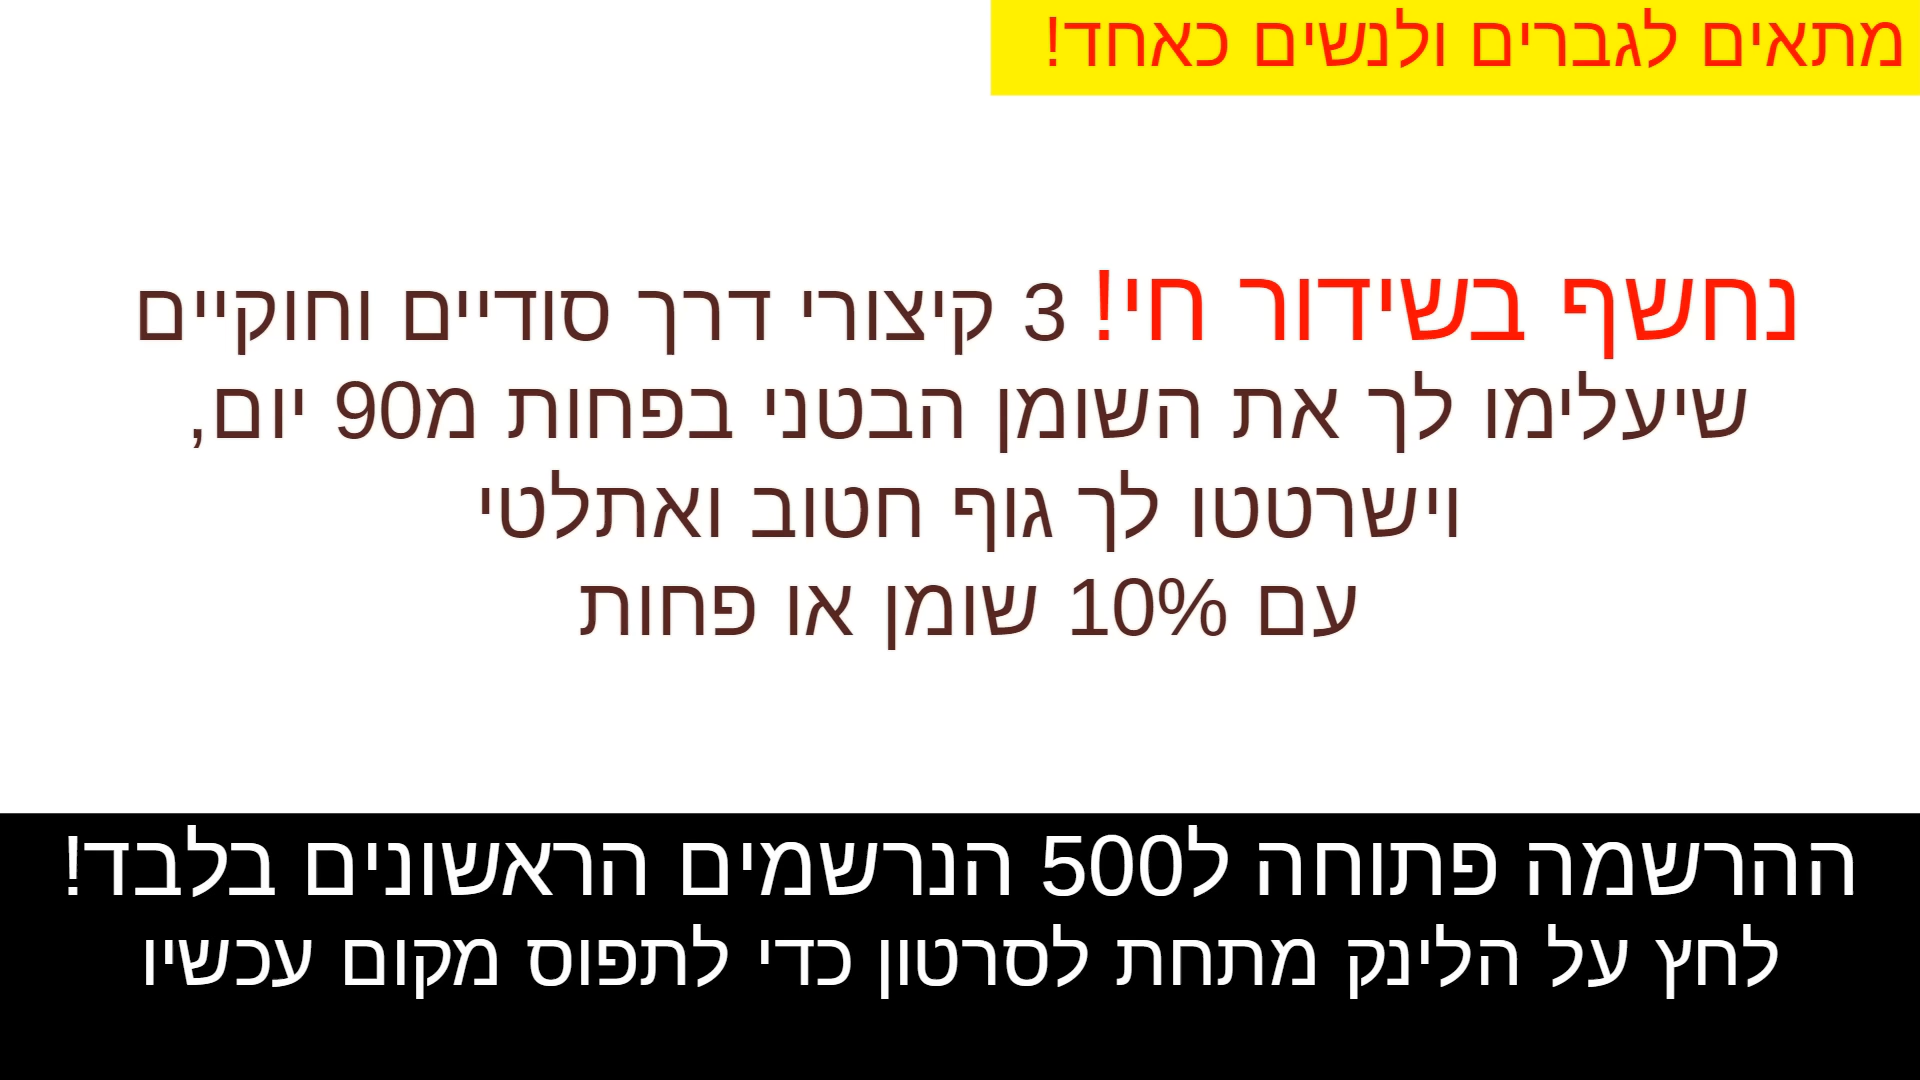 מתאים לגברים ולנשים כאחד!
נחשף בשידור חי! 3 קיצורי דרך סודיים וחוקיים
שיעלימו לך את השומן הבטני בפחות מ90 יום,
וישרטטו לך גוף חטוב ואתלטי
עם 10% שומן או פחות
ההרשמה פתוחה ל500 הנרשמים הראשונים בלבד!
לחץ על הלינק מתחת לסרטון כדי לתפוס מקום עכשיו